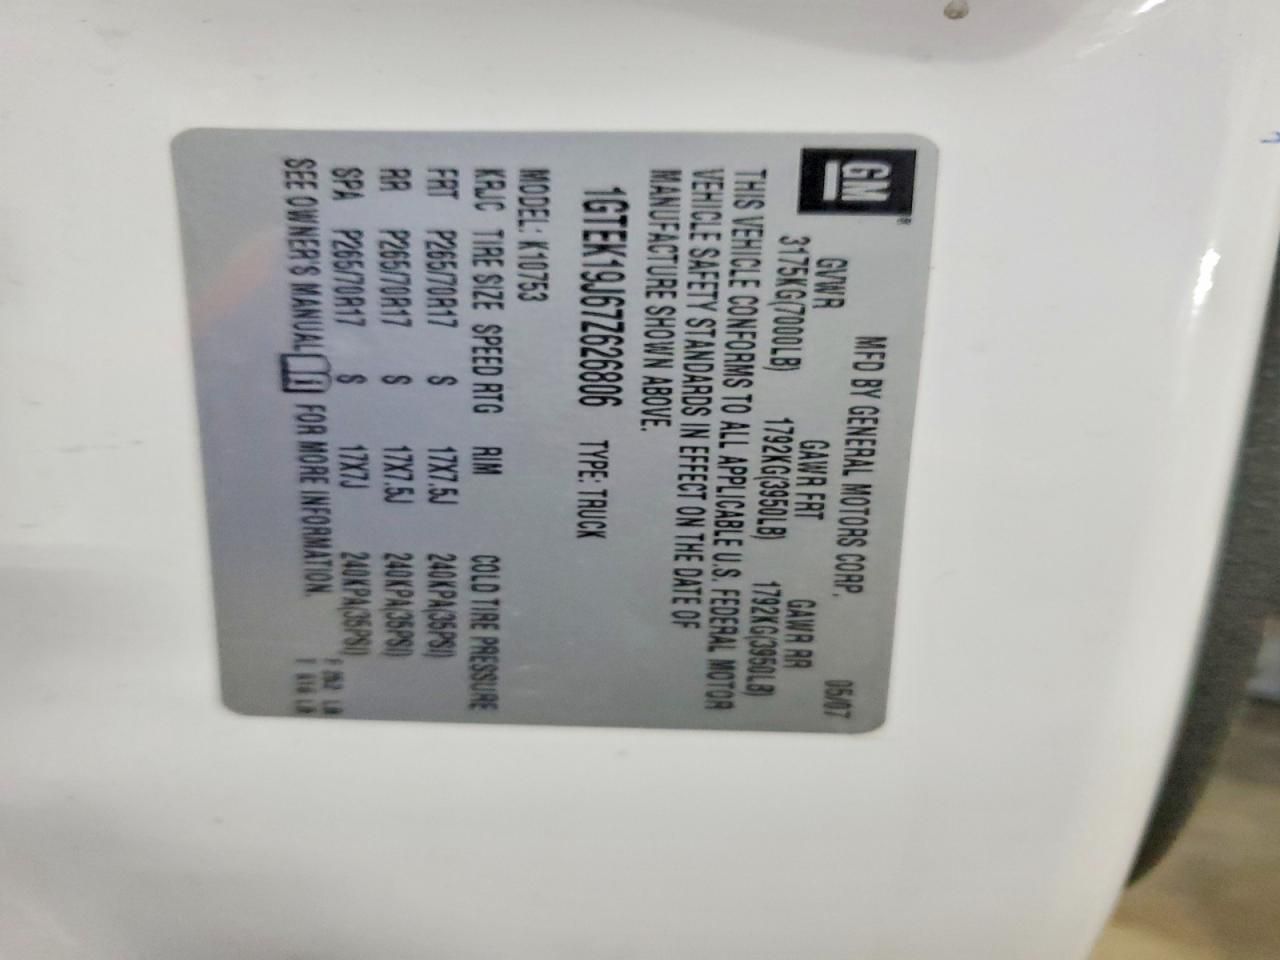 GM®
MFD BY GENERAL MOTORS CORP. 05/07
GVWR GAWR FRT GAWR RR
3175KG(7000LB) 1792KG(3950LB) 1792KG(3950LB)
THIS VEHICLE CONFORMS TO ALL APPLICABLE U.S. FEDERAL MOTOR
VEHICLE SAFETY STANDARDS IN EFFECT ON THE DATE OF
MANUFACTURE SHOWN ABOVE.
1GTEK19J67Z626806 TYPE: TRUCK
MODEL: K10753
KRJC TIRE SIZE SPEED RTG RIM COLD TIRE PRESSURE
FRT P265/70R17 S 17X7.5J 240KPA(35PSI)
RR P265/70R17 S 17X7.5J 240KPA(35PSI)
SPA P265/70R17 S 17X7J 240KPA(35PSI)
SEE OWNER'S MANUAL FOR MORE INFORMATION